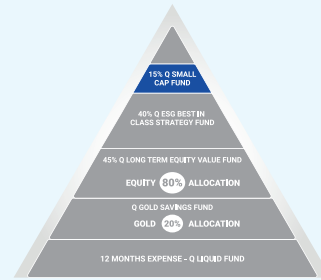 15% Q SMALL
CAP FUND
40% Q ESG BEST IN
CLASS STRATEGY FUND
45% Q LONG TERM EQUITY VALUE FUND
EQUITY 80% ALLOCATION
Q GOLD SAVINGS FUND
GOLD 20% ALLOCATION
12 MONTHS EXPENSE - Q LIQUID FUND